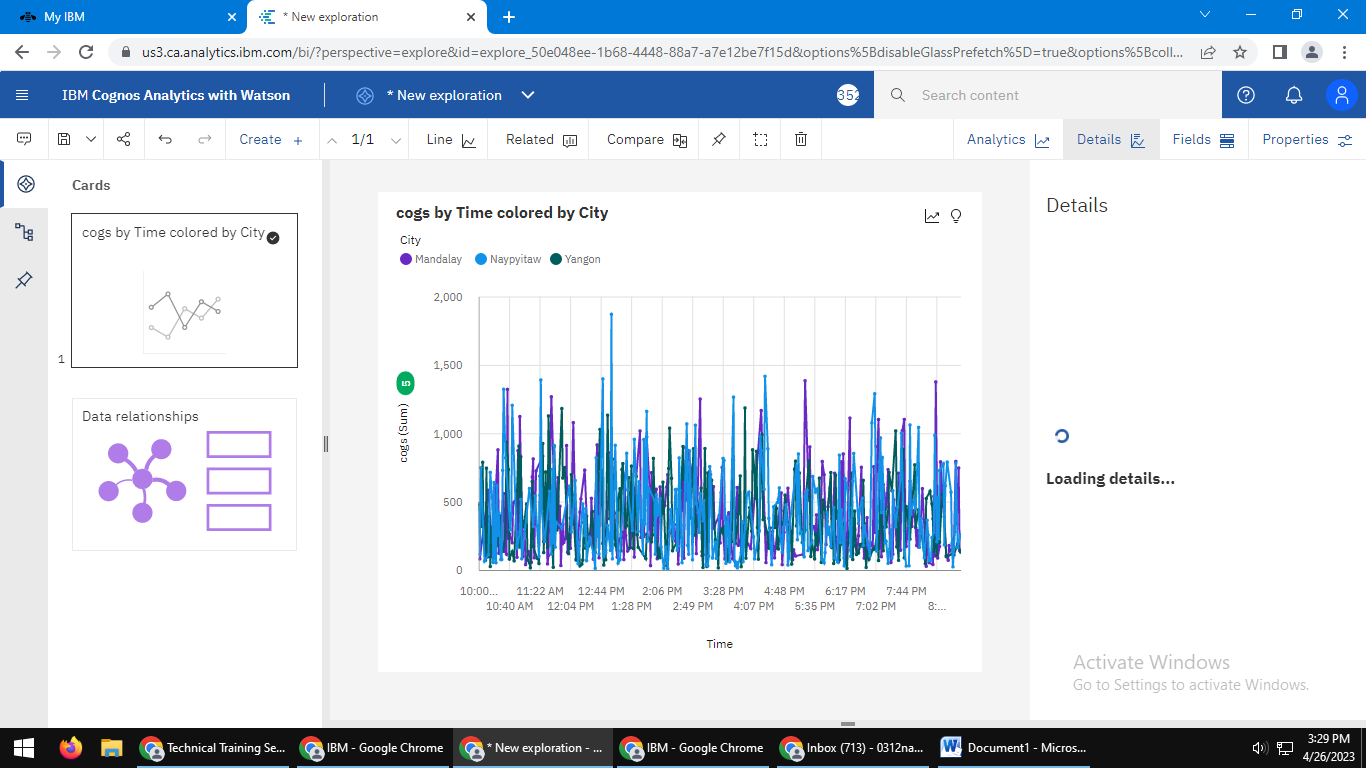 My IBM
* New exploration
us3.ca.analytics.ibm.com/bi/?perspective=explore&id=explore_50e048ee-1b68-4448-88a7-a7e12be7f15d&options%5BdisableGlassPrefetch%5D=true&options%5Bcoll...
IBM Cognos Analytics with Watson
* New exploration
352
Search content
Create +
1/1
Line
Related
Compare
Analytics
Details
Fields
Properties
Cards
cogs by Time colored by City
1
Data relationships
cogs by Time colored by City
City
Mandalay Naypyitaw Yangon
2,000
1,500
1,000
500
0
cogs (Sum)
5
10:00... 11:22 AM 12:44 PM 2:06 PM 3:28 PM 4:48 PM 6:17 PM 7:44 PM
10:40 AM 12:04 PM 1:28 PM 2:49 PM 4:07 PM 5:35 PM 7:02 PM 8:...
Time
Details
Loading details...
Activate Windows
Go to Settings to activate Windows.
Technical Training Se...
IBM - Google Chrome
* New exploration - ...
IBM - Google Chrome
Inbox (713) - 0312na...
Document1 - Micros...
3:29 PM
4/26/2023